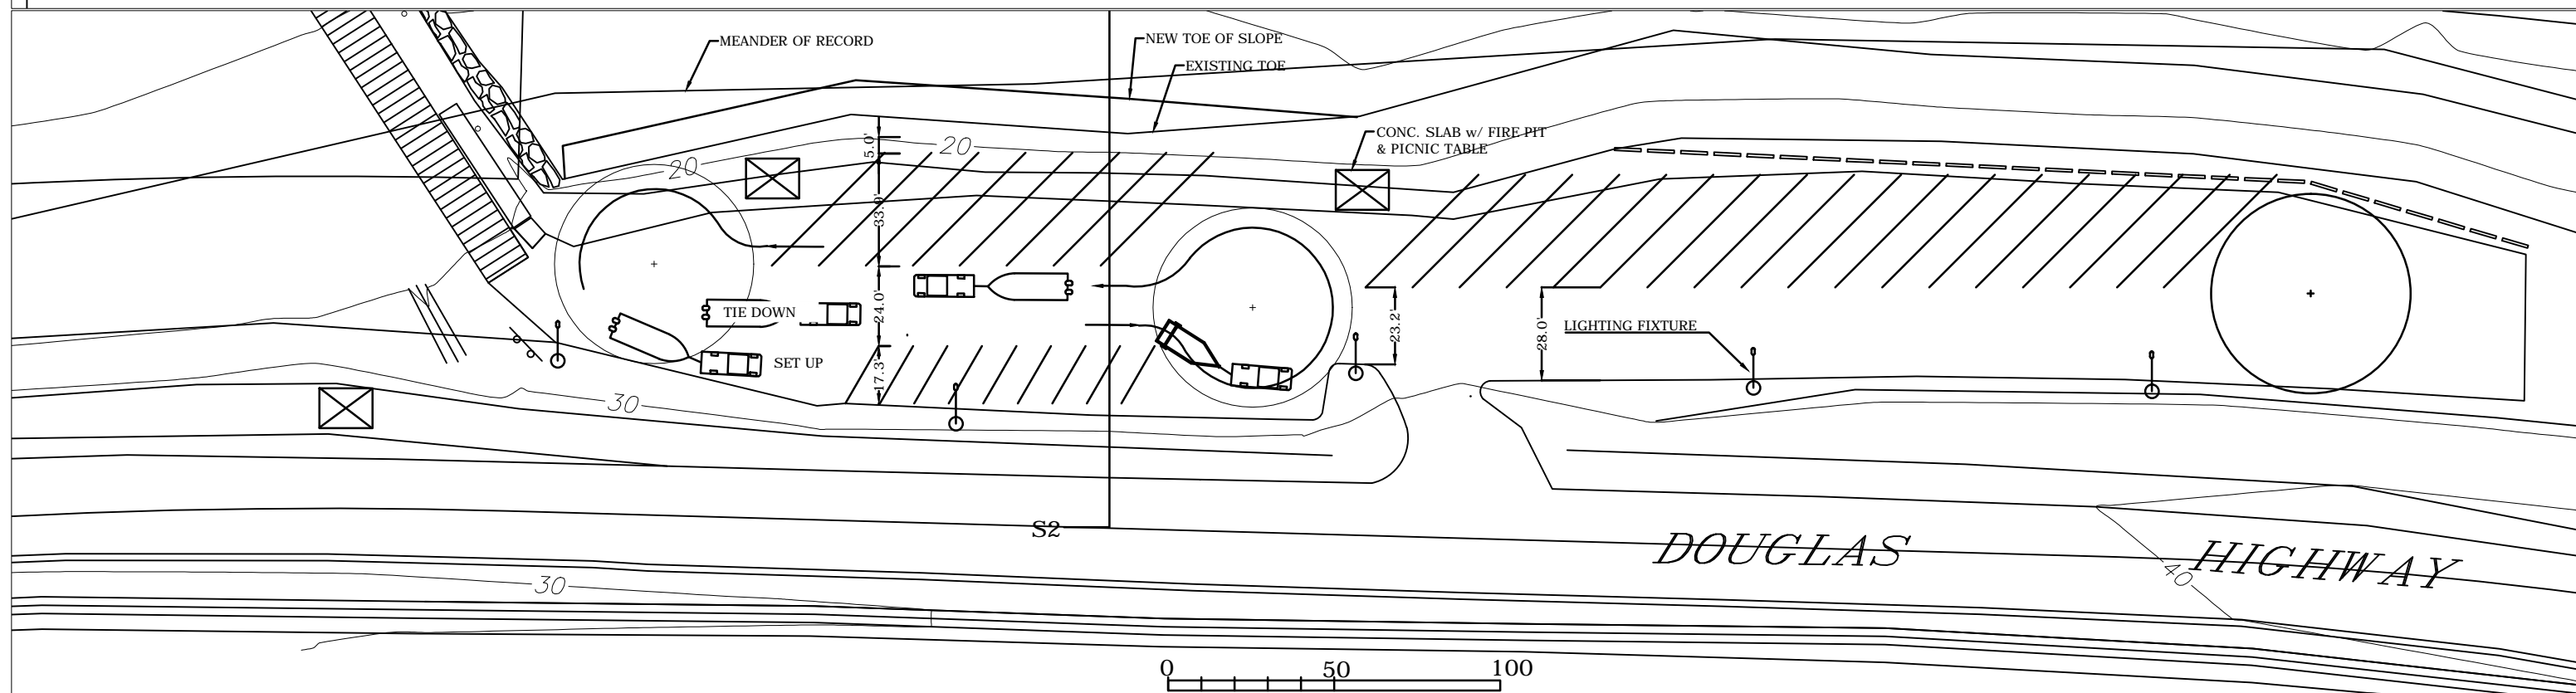 MEANDER OF RECORD
NEW TOE OF SLOPE
EXISTING TOE
CONC. SLAB w/ FIRE PIT
& PICNIC TABLE
5.0'
20
20
33.9'
24.0'
TIE DOWN
SET UP
17.3'
23.2'
28.0'
LIGHTING FIXTURE
30
S2
DOUGLAS HIGHWAY
30
40
0 50 100